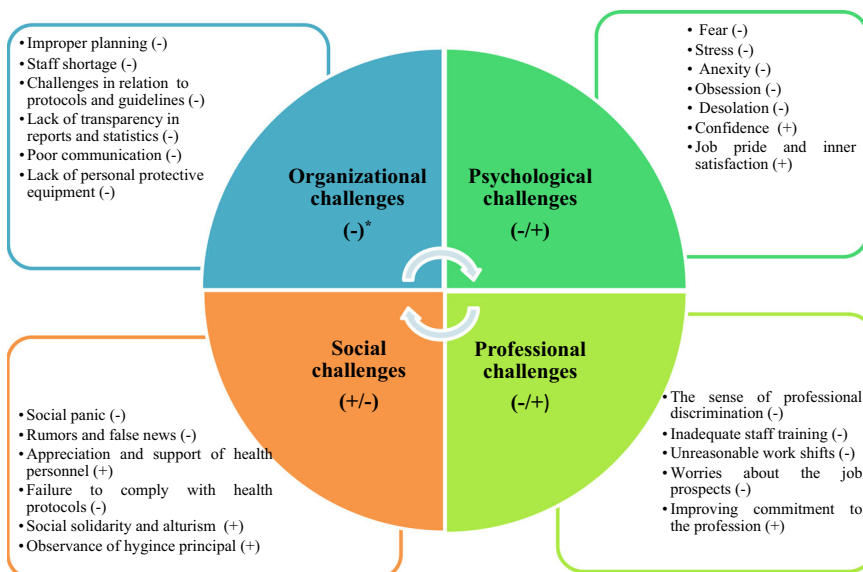 • Improper planning (-)
• Staff shortage (-)
• Challenges in relation to
protocols and guidelines (-)
• Lack of transparency in
reports and statistics (-)
• Poor communication (-)
• Lack of personal protective
equipment (-)
• Fear (-)
• Stress (-)
• Anexity (-)
• Obsession (-)
• Desolation (-)
• Confidence (+)
• Job pride and inner
satisfaction (+)
Organizational
challenges
(-)*
Psychological
challenges
(-/+)
Social
challenges
(+/-)
Professional
challenges
(-/+)
• Social panic (-)
• Rumors and false news (-)
• Appreciation and support of health
personnel (+)
• Failure to comply with health
protocols (-)
• Social solidarity and alturism (+)
• Observance of hygince principal (+)
• The sense of professional
discrimination (-)
• Inadequate staff training (-)
• Unreasonable work shifts (-)
• Worries about the job
prospects (-)
• Improving commitment to
the profession (+)